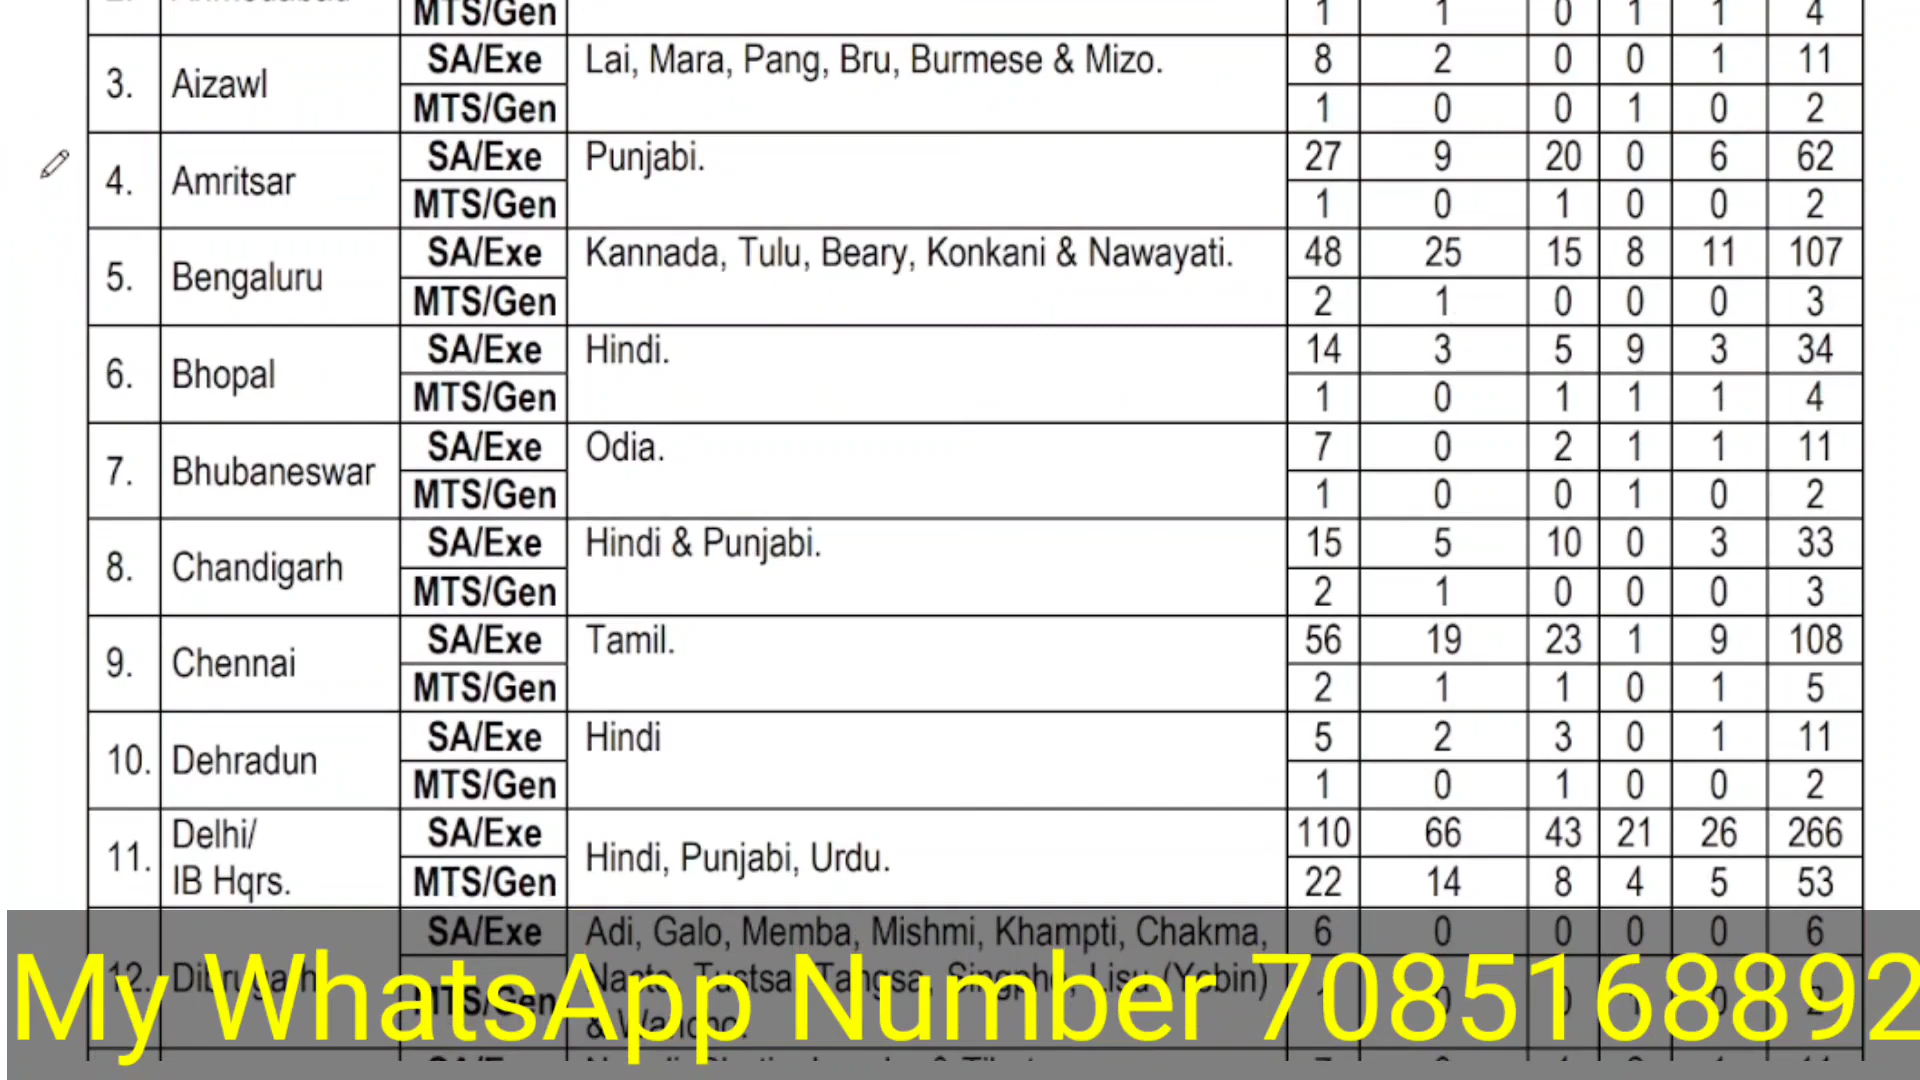 MTS/Gen 1 1 0 1 1 4
3. Aizawl SA/Exe Lai, Mara, Pang, Bru, Burmese & Mizo. 8 2 0 0 1 11
MTS/Gen 1 0 0 1 0 2
4. Amritsar SA/Exe Punjabi. 27 9 20 0 6 62
MTS/Gen 1 0 1 0 0 2
5. Bengaluru SA/Exe Kannada, Tulu, Beary, Konkani & Nawayati. 48 25 15 8 11 107
MTS/Gen 2 1 0 0 0 3
6. Bhopal SA/Exe Hindi. 14 3 5 9 3 34
MTS/Gen 1 0 1 1 1 4
7. Bhubaneswar SA/Exe Odia. 7 0 2 1 1 11
MTS/Gen 1 0 0 1 0 2
8. Chandigarh SA/Exe Hindi & Punjabi. 15 5 10 0 3 33
MTS/Gen 2 1 0 0 0 3
9. Chennai SA/Exe Tamil. 56 19 23 1 9 108
MTS/Gen 2 1 1 0 1 5
10. Dehradun SA/Exe Hindi 5 2 3 0 1 11
MTS/Gen 1 0 1 0 0 2
11. Delhi/ SA/Exe Hindi, Punjabi, Urdu. 110 66 43 21 26 266
IB Hqrs. MTS/Gen 22 14 8 4 5 53
SA/Exe Adi, Galo, Memba, Mishmi, Khampti, Chakma, 6 0 0 0 0 6
12. Dibrugarh MTS/Gen
My WhatsApp Number 7085168892